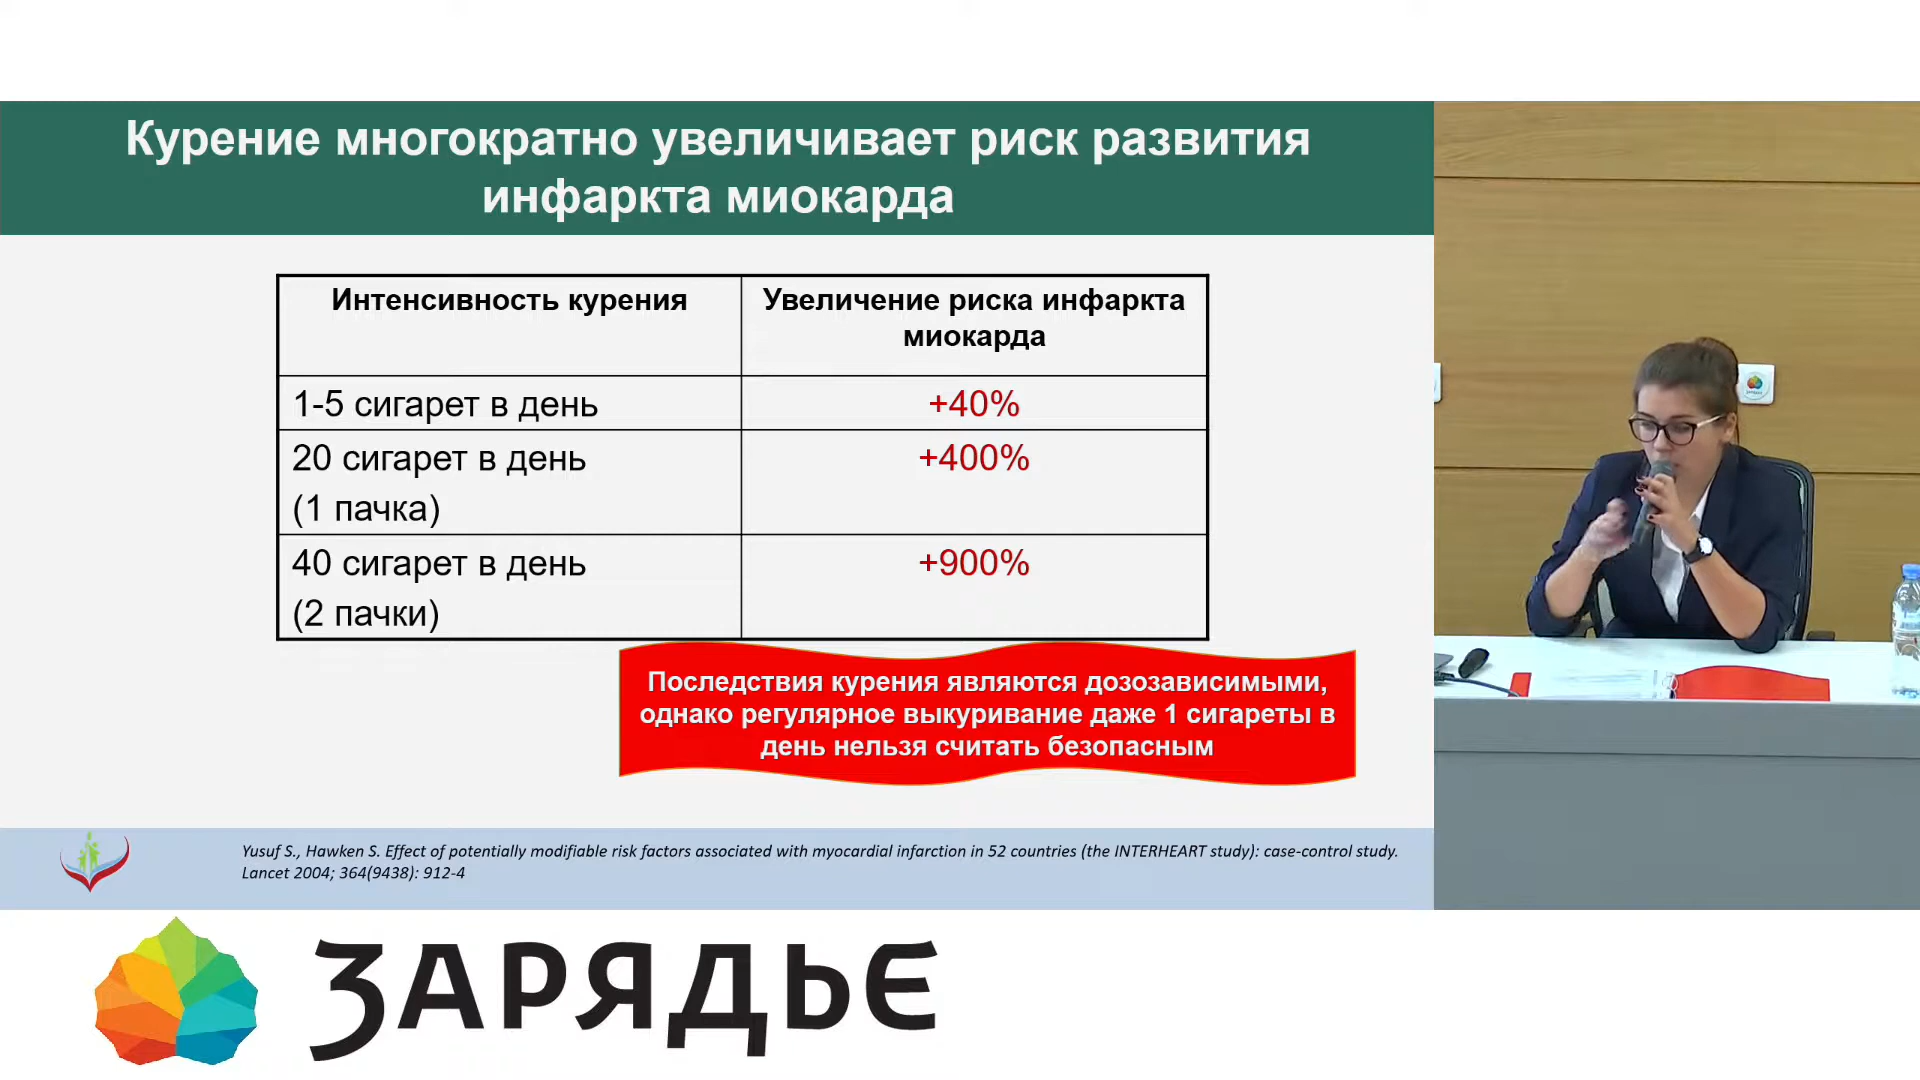 Курение многократно увеличивает риск развития
инфаркта миокарда
Интенсивность курения
Увеличение риска инфаркта
миокарда
1-5 сигарет в день
+40%
20 сигарет в день
(1 пачка)
+400%
40 сигарет в день
(2 пачки)
+900%
Последствия курения являются дозозависимыми,
однако регулярное выкуривание даже 1 сигареты в
день нельзя считать безопасным
Yusuf S., Hawken S. Effect of potentially modifiable risk factors associated with myocardial infarction in 52 countries (the INTERHEART study): case-control study.
Lancet 2004; 364(9438): 912-4
ЗАРЯДЬЕ